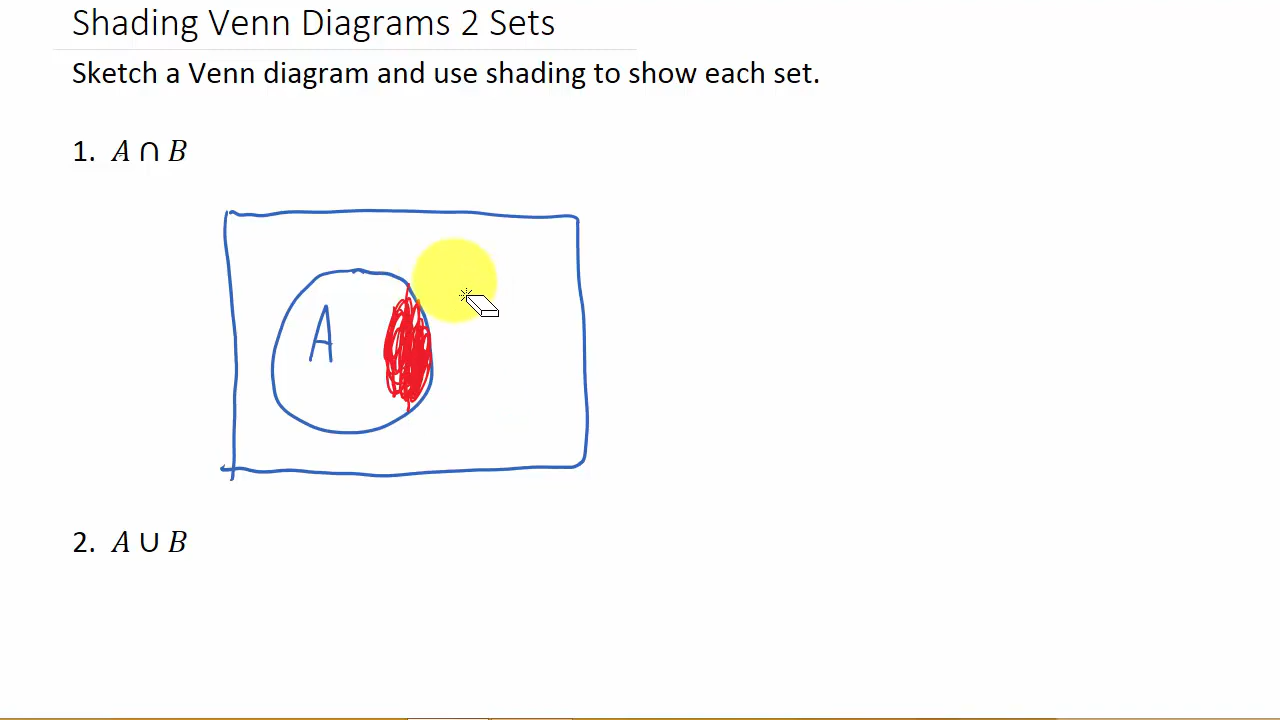 Shading Venn Diagrams 2 Sets
Sketch a Venn diagram and use shading to show each set.
1. A ∩ B
A
2. A ∪ B